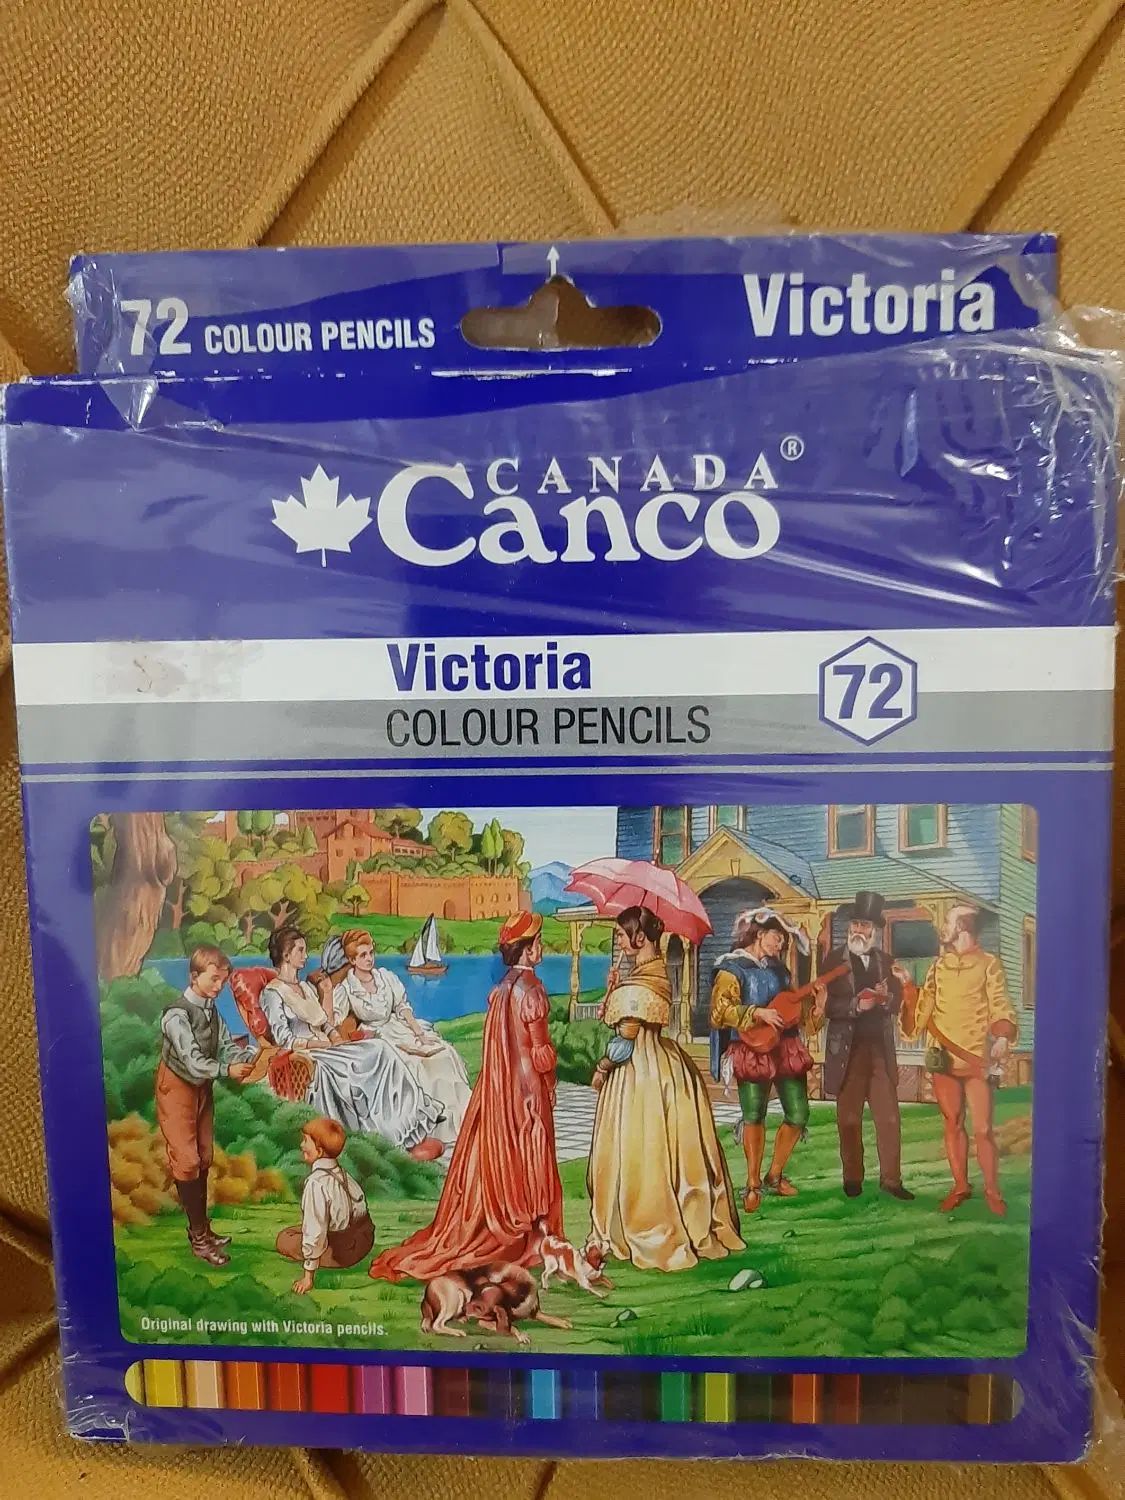 72 COLOUR PENCILS
Victoria
CANADA®
Canco
Victoria
COLOUR PENCILS
72
Original drawing with Victoria pencils.